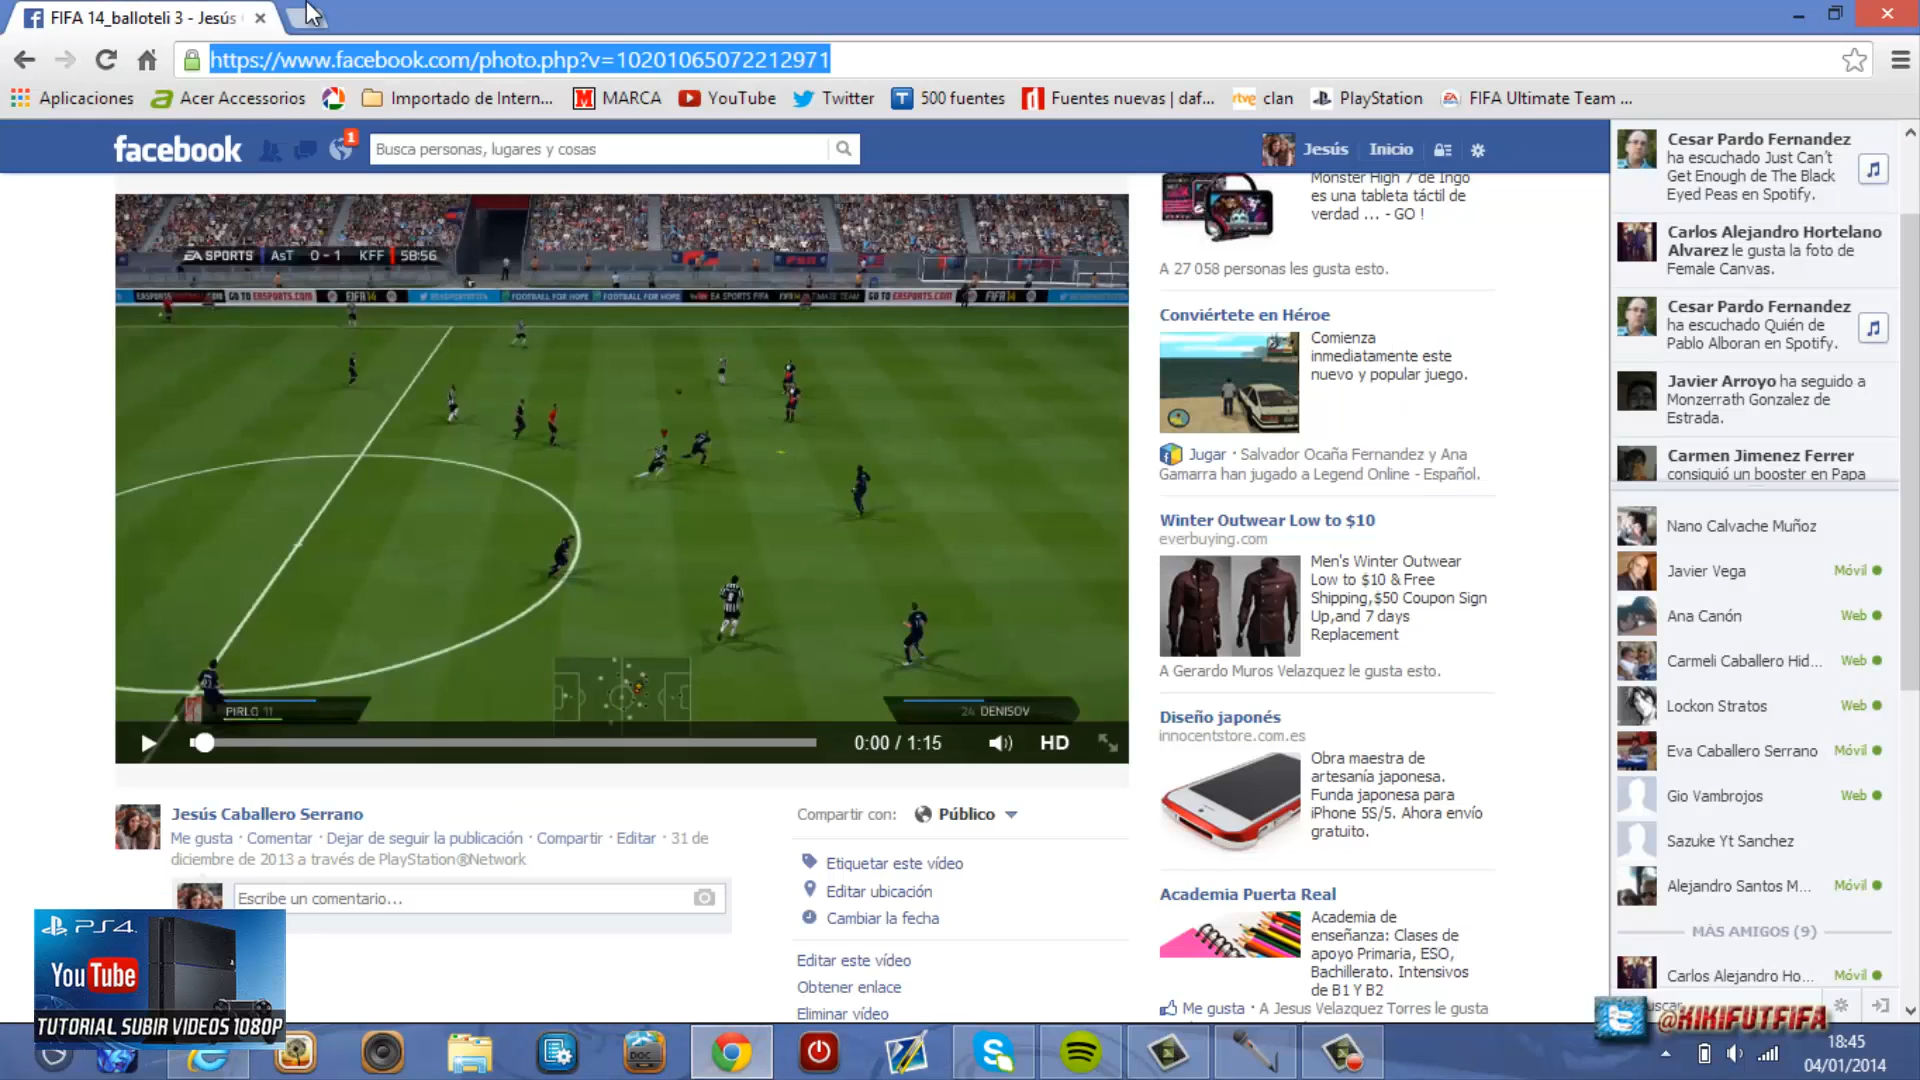 FIFA 14_balloteli 3 - Jesús
https://www.facebook.com/photo.php?v=10201065072212971
Aplicaciones
Acer Accessorios
Importado de Intern...
MARCA
YouTube
Twitter
500 fuentes
Fuentes nuevas | daf...
rtve clan
PlayStation
FIFA Ultimate Team ...
facebook
1
Busca personas, lugares y cosas
Jesús
Inicio
EA SPORTS AsT 0 - 1 KFF 58:56
PIRLO 11
24 DENISOV
0:00 / 1:15
HD
Jesús Caballero Serrano
Me gusta · Comentar · Dejar de seguir la publicación · Compartir · Editar · 31 de
diciembre de 2013 a través de PlayStation®Network
Escribe un comentario...
Compartir con: Público
Etiquetar este vídeo
Editar ubicación
Cambiar la fecha
Editar este vídeo
Obtener enlace
Eliminar vídeo
Monster High 7 de Ingo
es una tableta táctil de
verdad ... - GO !
A 27 058 personas les gusta esto.
Conviértete en Héroe
Comienza
inmediatamente este
nuevo y popular juego.
Jugar · Salvador Ocaña Fernandez y Ana
Gamarra han jugado a Legend Online - Español.
Winter Outwear Low to $10
everbuying.com
Men's Winter Outwear
Low to $10 & Free
Shipping,$50 Coupon Sign
Up,and 7 days
Replacement
A Gerardo Muros Velazquez le gusta esto.
Diseño japonés
innocentstore.com.es
Obra maestra de
artesanía japonesa.
Funda japonesa para
iPhone 5S/5. Ahora envío
gratuito.
Academia Puerta Real
Academia de
enseñanza: Clases de
apoyo Primaria, ESO,
Bachillerato. Intensivos
de B1 Y B2
Me gusta · A Jesus Velazquez Torres le gusta
Cesar Pardo Fernandez
ha escuchado Just Can't
Get Enough de The Black
Eyed Peas en Spotify.
Carlos Alejandro Hortelano
Alvarez le gusta la foto de
Female Canvas.
Cesar Pardo Fernandez
ha escuchado Quién de
Pablo Alboran en Spotify.
Javier Arroyo ha seguido a
Monzerrath Gonzalez de
Estrada.
Carmen Jimenez Ferrer
consiguió un booster en Papa
Nano Calvache Muñoz
Javier Vega Móvil
Ana Canón Web
Carmeli Caballero Hid... Web
Lockon Stratos Web
Eva Caballero Serrano Móvil
Gio Vambrojos Web
Sazuke Yt Sanchez
Alejandro Santos M... Móvil
MÁS AMIGOS (9)
Carlos Alejandro Ho... Móvil
PS4
YouTube
TUTORIAL SUBIR VIDEOS 1080P
@KIKIFUTFIFA
DOC
18:45
04/01/2014